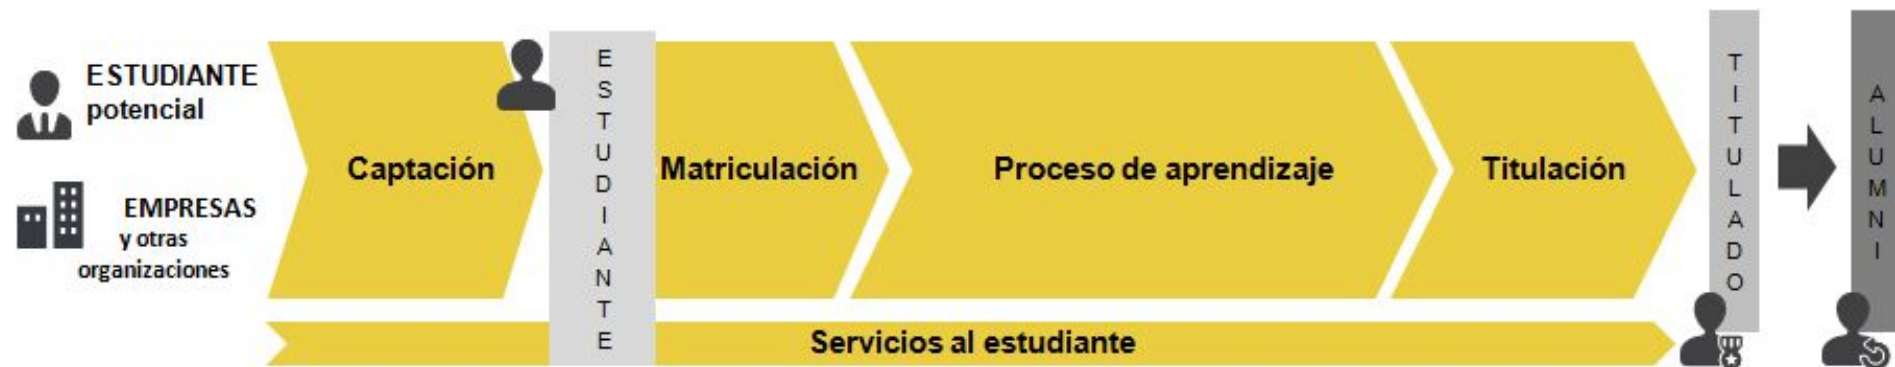 ESTUDIANTE
potencial
EMPRESAS
y otras
organizaciones
Captación
ESTUDIANTE
Matriculación
Proceso de aprendizaje
Titulación
TITULADO
ALUMNI
Servicios al estudiante